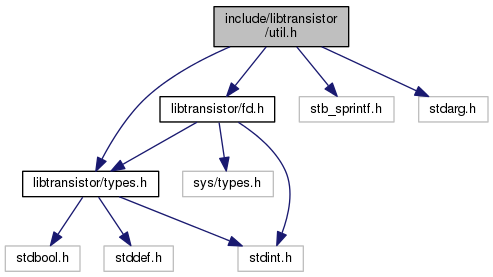 include/libtransistor
/util.h
libtransistor/fd.h
stb_sprintf.h
stdarg.h
libtransistor/types.h
sys/types.h
stdbool.h
stddef.h
stdint.h